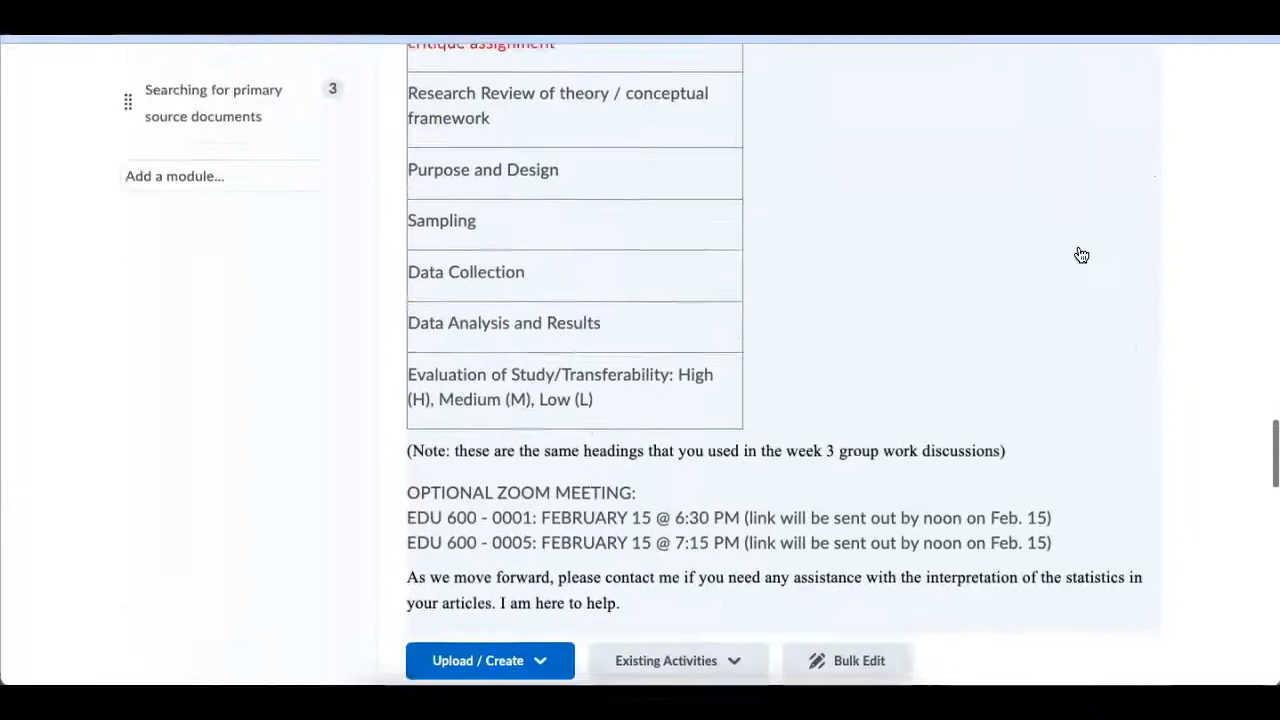 critique assignment
Searching for primary
source documents
3
Add a module...
Research Review of theory / conceptual
framework
Purpose and Design
Sampling
Data Collection
Data Analysis and Results
Evaluation of Study/Transferability: High
(H), Medium (M), Low (L)
(Note: these are the same headings that you used in the week 3 group work discussions)
OPTIONAL ZOOM MEETING:
EDU 600 - 0001: FEBRUARY 15 @ 6:30 PM (link will be sent out by noon on Feb. 15)
EDU 600 - 0005: FEBRUARY 15 @ 7:15 PM (link will be sent out by noon on Feb. 15)
As we move forward, please contact me if you need any assistance with the interpretation of the statistics in
your articles. I am here to help.
Upload / Create
Existing Activities
Bulk Edit